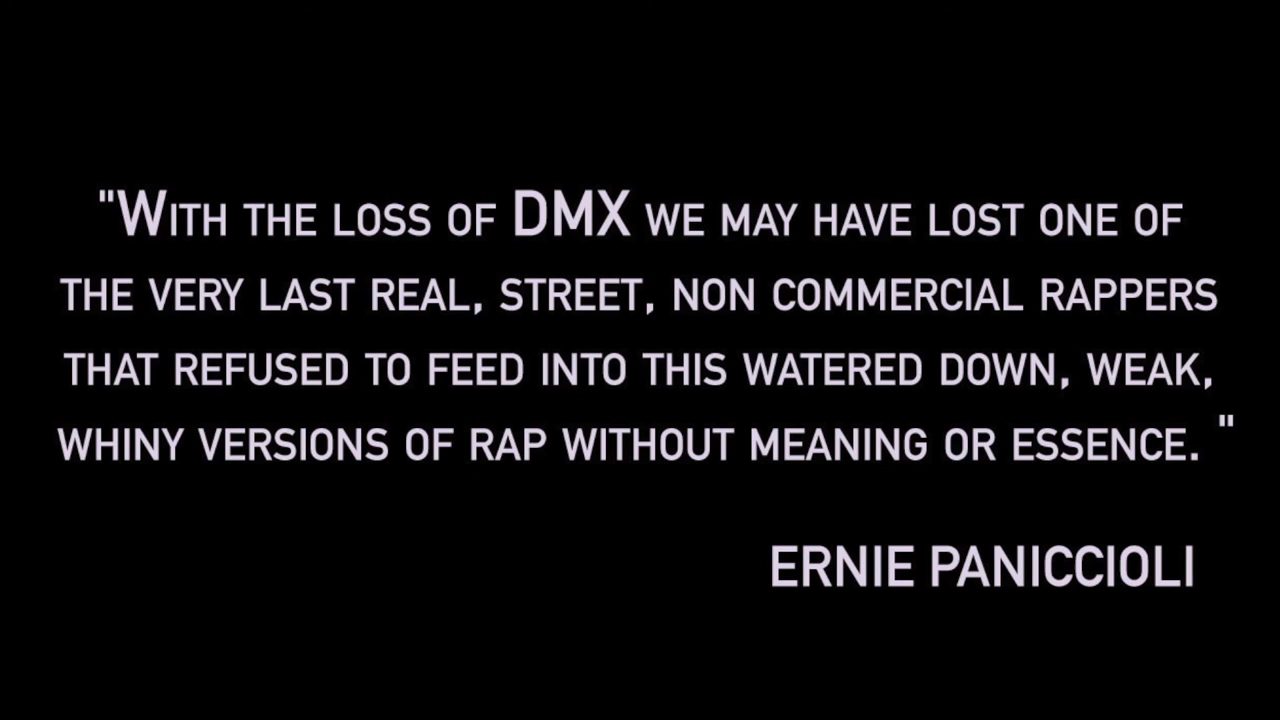 "WITH THE LOSS OF DMX WE MAY HAVE LOST ONE OF
THE VERY LAST REAL, STREET, NON COMMERCIAL RAPPERS
THAT REFUSED TO FEED INTO THIS WATERED DOWN, WEAK,
WHINY VERSIONS OF RAP WITHOUT MEANING OR ESSENCE. "
ERNIE PANICCIOLI